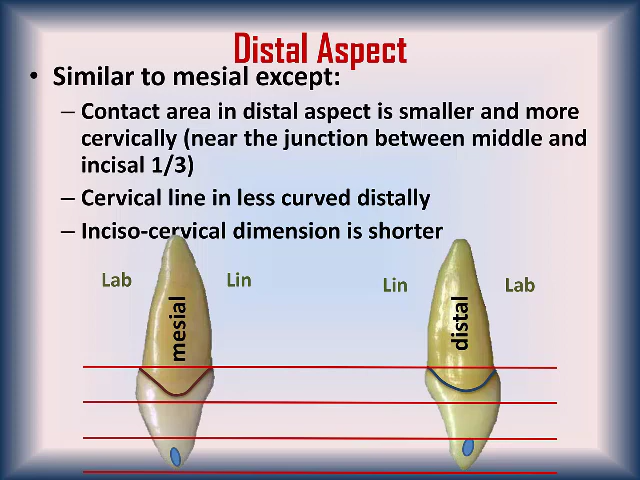 Distal Aspect
• Similar to mesial except:
– Contact area in distal aspect is smaller and more
cervically (near the junction between middle and
incisal 1/3)
– Cervical line in less curved distally
– Inciso-cervical dimension is shorter
Lab
Lin
Lin
Lab
mesial
distal